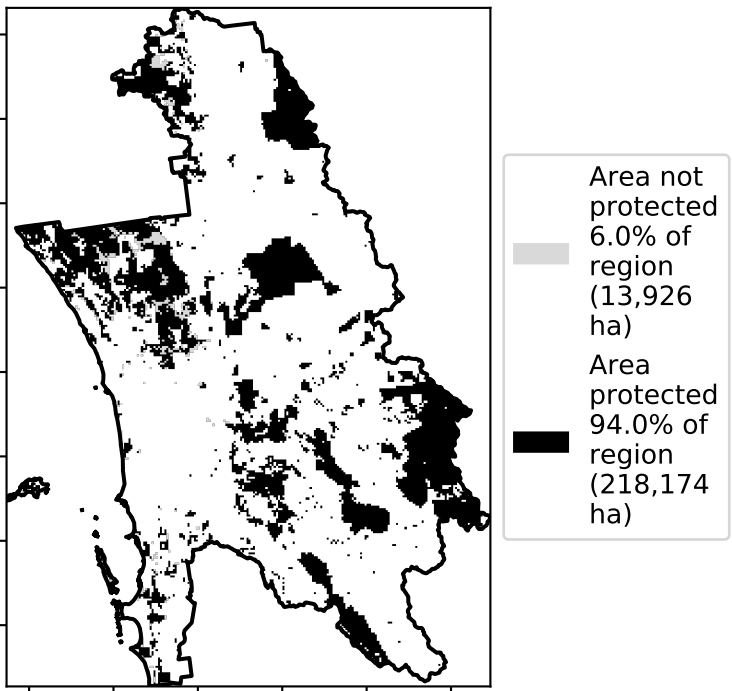 Area not
protected
6.0% of
region
(13,926
ha)
Area
protected
94.0% of
region
(218,174
ha)